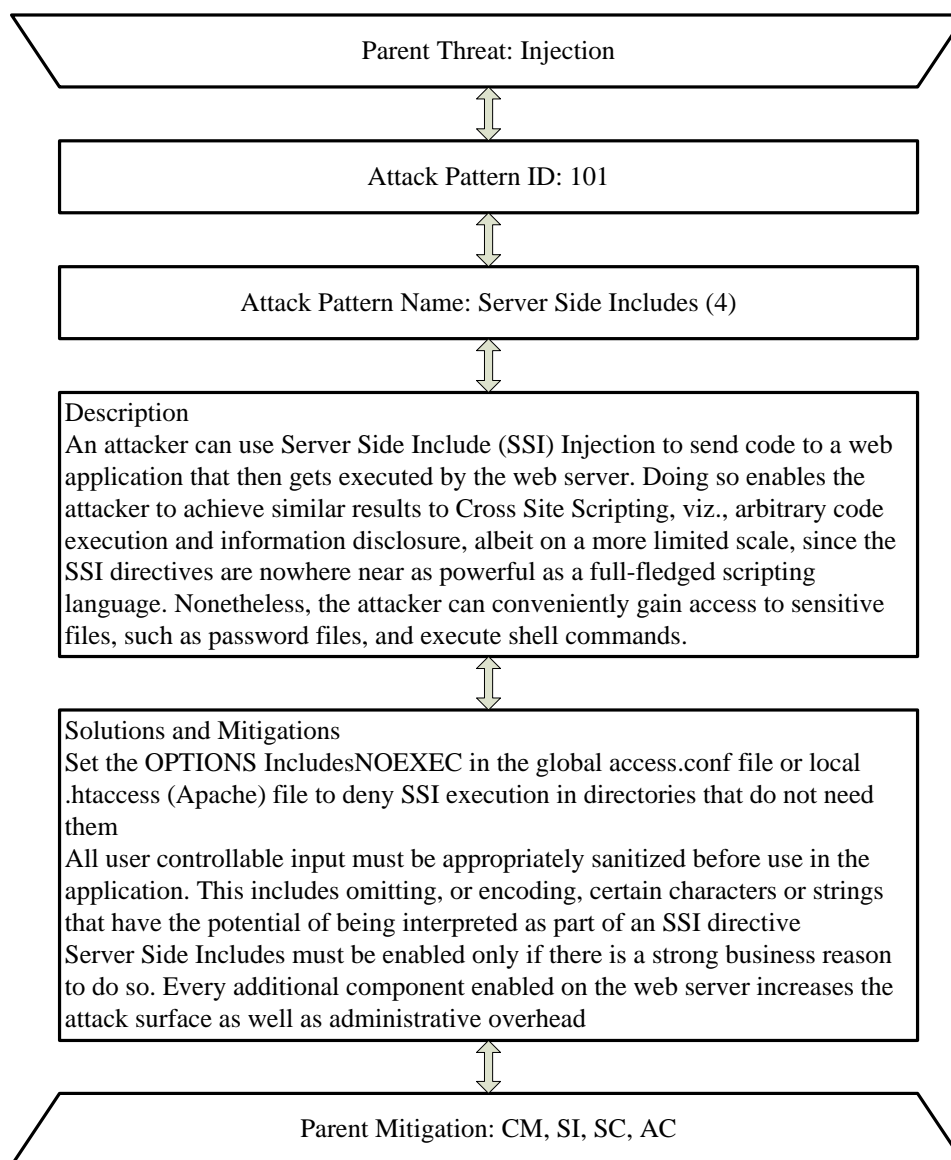 Parent Threat: Injection
Attack Pattern ID: 101
Attack Pattern Name: Server Side Includes (4)
Description
An attacker can use Server Side Include (SSI) Injection to send code to a web
application that then gets executed by the web server. Doing so enables the
attacker to achieve similar results to Cross Site Scripting, viz., arbitrary code
execution and information disclosure, albeit on a more limited scale, since the
SSI directives are nowhere near as powerful as a full-fledged scripting
language. Nonetheless, the attacker can conveniently gain access to sensitive
files, such as password files, and execute shell commands.
Solutions and Mitigations
Set the OPTIONS IncludesNOEXEC in the global access.conf file or local
.htaccess (Apache) file to deny SSI execution in directories that do not need
them
All user controllable input must be appropriately sanitized before use in the
application. This includes omitting, or encoding, certain characters or strings
that have the potential of being interpreted as part of an SSI directive
Server Side Includes must be enabled only if there is a strong business reason
to do so. Every additional component enabled on the web server increases the
attack surface as well as administrative overhead
Parent Mitigation: CM, SI, SC, AC